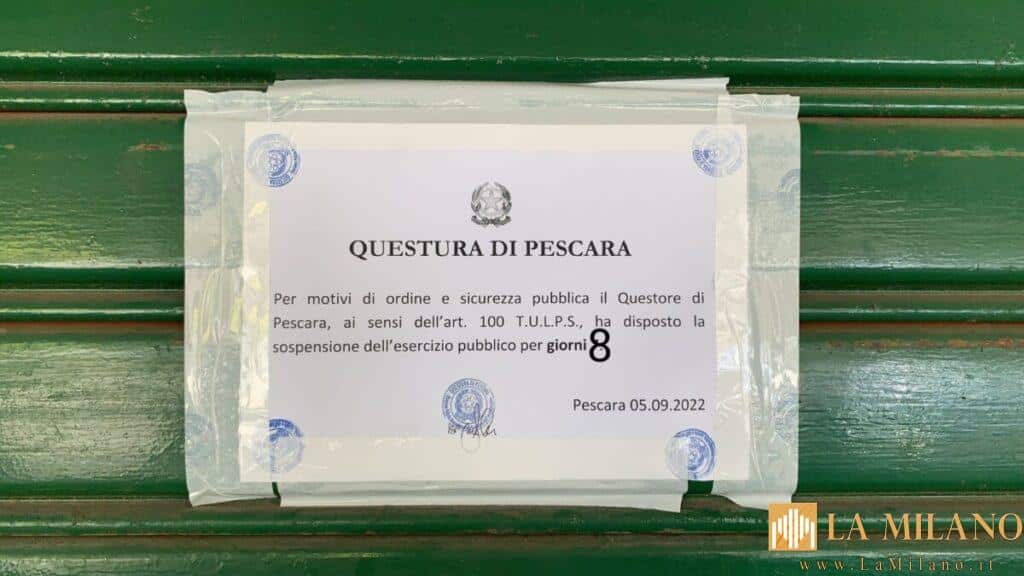 QUESTURA DI PESCARA
Per motivi di ordine e sicurezza pubblica il Questore di
Pescara, ai sensi dell'art. 100 T.U.L.P.S., ha disposto la
sospensione dell'esercizio pubblico per giorni 8
Pescara 05.09.2022
LA MILANO
www.LaMilano.it